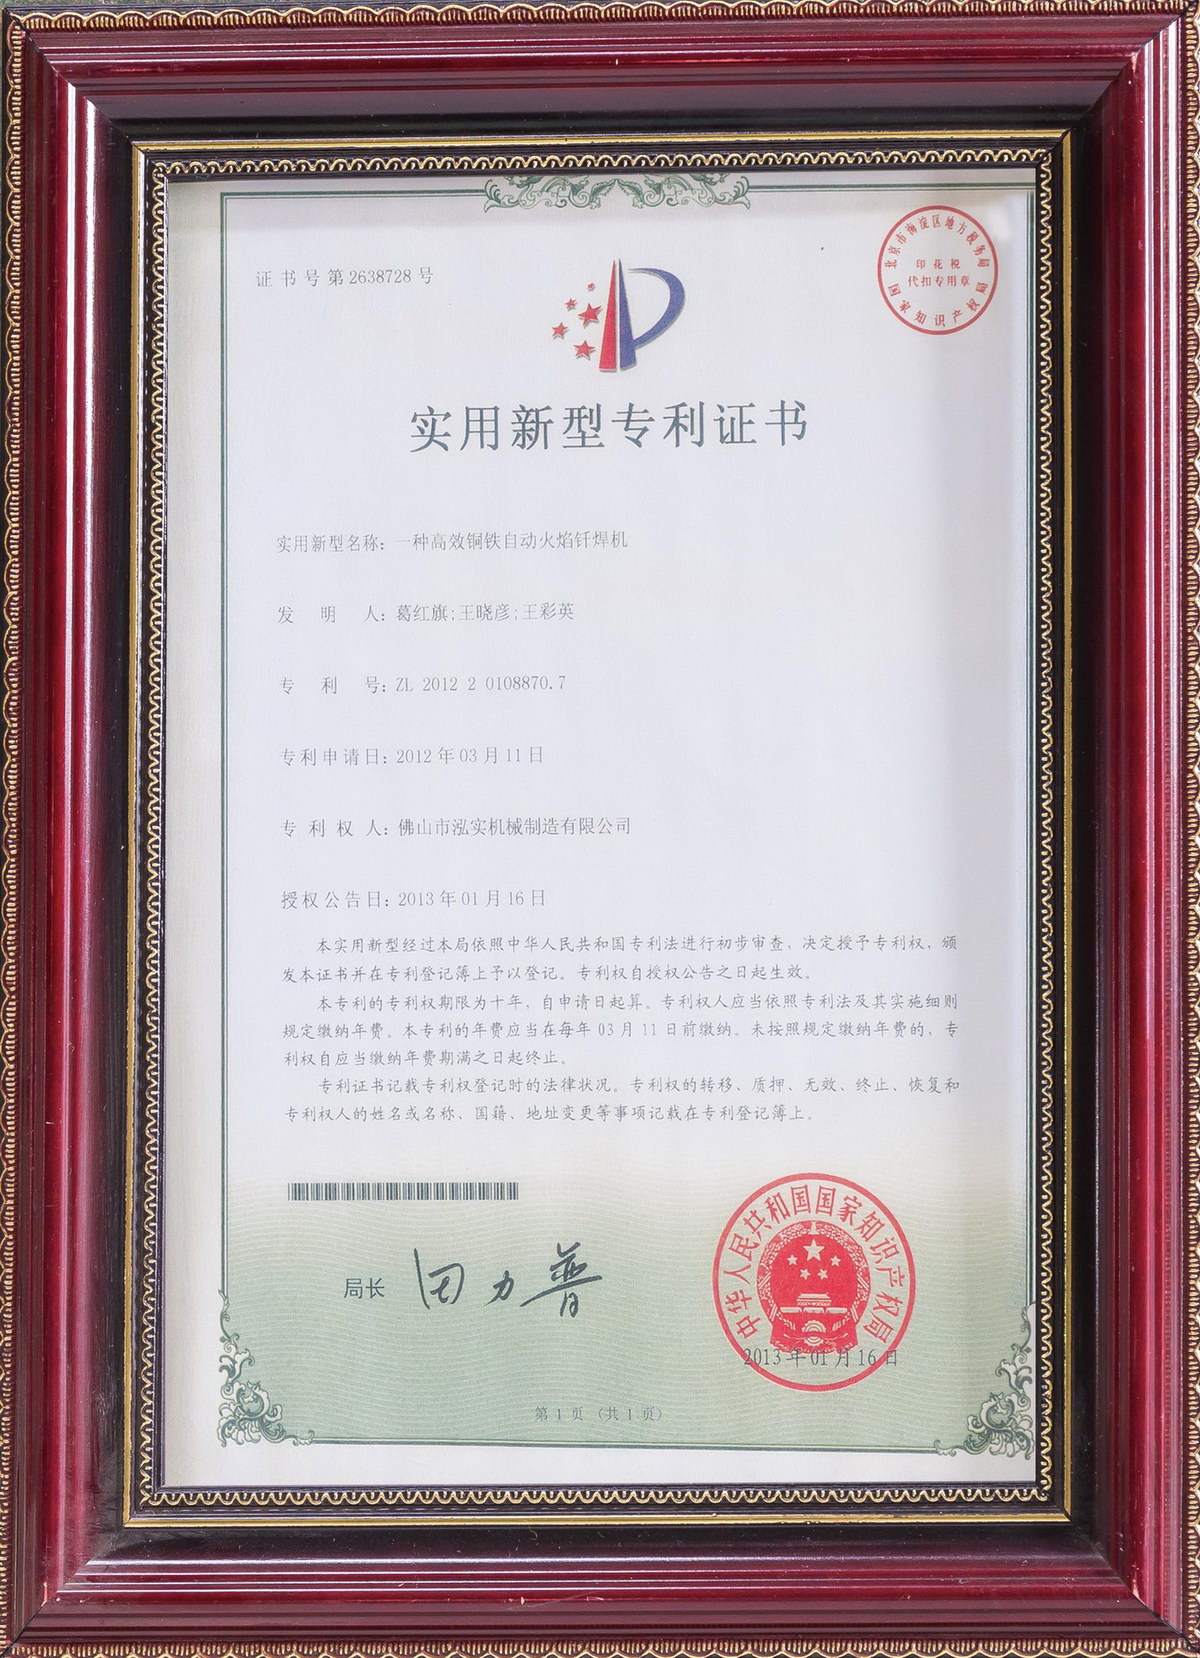 证书号第2638728号
北京市海淀区地方税务局
印花税
代扣专用章
国家知识产权局
实用新型专利证书
实用新型名称：一种高效铜铁自动火焰钎焊机
发明人：葛红旗;王晓彦;王彩英
专利号：ZL 2012 2 0108870.7
专利申请日：2012年03月11日
专利权人：佛山市泓实机械制造有限公司
授权公告日：2013年01月16日
本实用新型经过本局依照中华人民共和国专利法进行初步审查，决定授予专利权，颁
发本证书并在专利登记簿上予以登记。专利权自授权公告之日起生效。
本专利的专利权期限为十年，自申请日起算。专利权人应当依照专利法及其实施细则
规定缴纳年费。本专利的年费应当在每年03月11日前缴纳。未按照规定缴纳年费的，专
利权自应当缴纳年费期满之日起终止。
专利证书记载专利权登记时的法律状况。专利权的转移、质押、无效、终止、恢复和
专利权人的姓名或名称、国籍、地址变更等事项记载在专利登记簿上。
局长 田力普
中华人民共和国国家知识产权局
2013年01月16日
第1页（共1页）